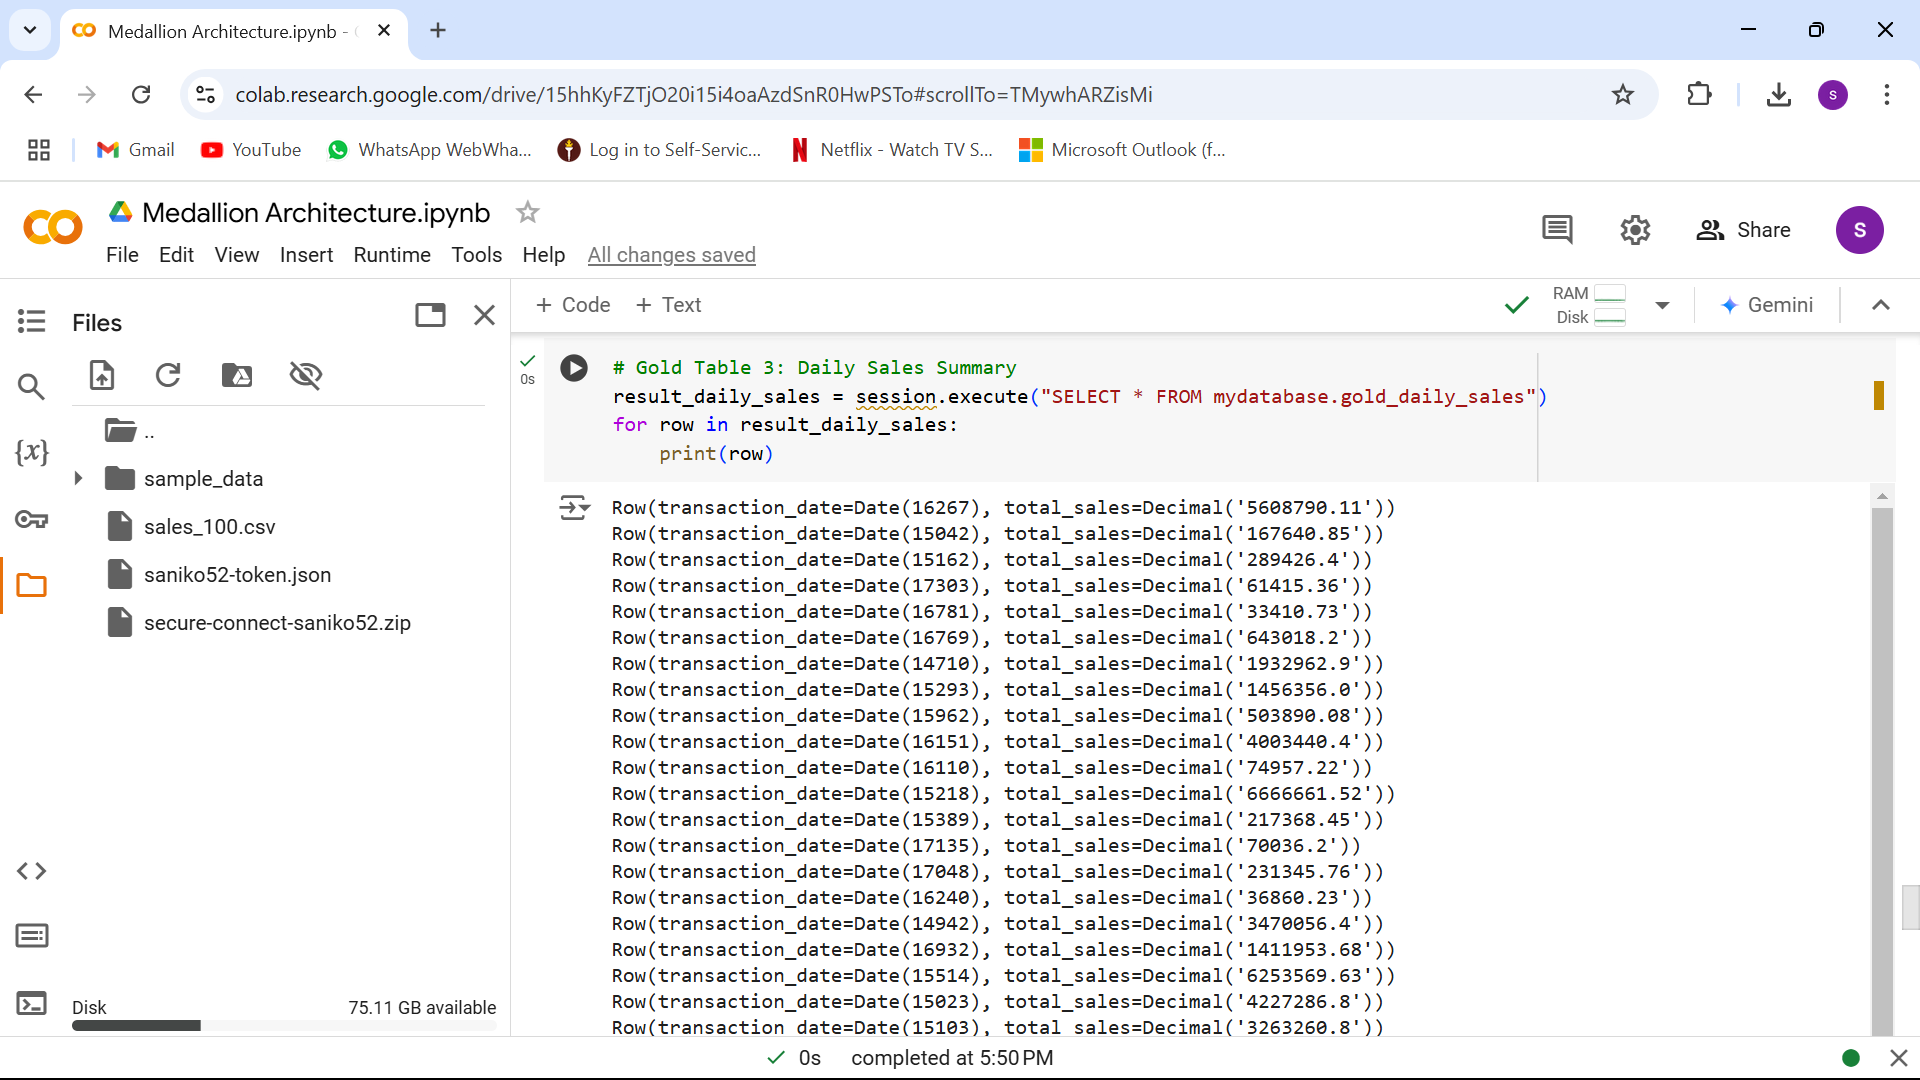 Medallion Architecture.ipynb -
colab.research.google.com/drive/15hhKyFZTjO20i15i4oaAzdSnR0HwPSTo#scrollTo=TMywhARZisMi
S
Gmail
YouTube
WhatsApp WebWha...
Log in to Self-Servic...
Netflix - Watch TV S...
Microsoft Outlook (f...
Medallion Architecture.ipynb
File Edit View Insert Runtime Tools Help All changes saved
Share
S
Files
+ Code + Text
RAM
Disk
Gemini
..
sample_data
sales_100.csv
saniko52-token.json
secure-connect-saniko52.zip
{x}
Disk
75.11 GB available
0s
# Gold Table 3: Daily Sales Summary
result_daily_sales = session.execute("SELECT * FROM mydatabase.gold_daily_sales")
for row in result_daily_sales:
    print(row)
Row(transaction_date=Date(16267), total_sales=Decimal('5608790.11'))
Row(transaction_date=Date(15042), total_sales=Decimal('167640.85'))
Row(transaction_date=Date(15162), total_sales=Decimal('289426.4'))
Row(transaction_date=Date(17303), total_sales=Decimal('61415.36'))
Row(transaction_date=Date(16781), total_sales=Decimal('33410.73'))
Row(transaction_date=Date(16769), total_sales=Decimal('643018.2'))
Row(transaction_date=Date(14710), total_sales=Decimal('1932962.9'))
Row(transaction_date=Date(15293), total_sales=Decimal('1456356.0'))
Row(transaction_date=Date(15962), total_sales=Decimal('503890.08'))
Row(transaction_date=Date(16151), total_sales=Decimal('4003440.4'))
Row(transaction_date=Date(16110), total_sales=Decimal('74957.22'))
Row(transaction_date=Date(15218), total_sales=Decimal('6666661.52'))
Row(transaction_date=Date(15389), total_sales=Decimal('217368.45'))
Row(transaction_date=Date(17135), total_sales=Decimal('70036.2'))
Row(transaction_date=Date(17048), total_sales=Decimal('231345.76'))
Row(transaction_date=Date(16240), total_sales=Decimal('36860.23'))
Row(transaction_date=Date(14942), total_sales=Decimal('3470056.4'))
Row(transaction_date=Date(16932), total_sales=Decimal('1411953.68'))
Row(transaction_date=Date(15514), total_sales=Decimal('6253569.63'))
Row(transaction_date=Date(15023), total_sales=Decimal('4227286.8'))
Row(transaction_date=Date(15103), total_sales=Decimal('3263260.8'))
0s completed at 5:50 PM